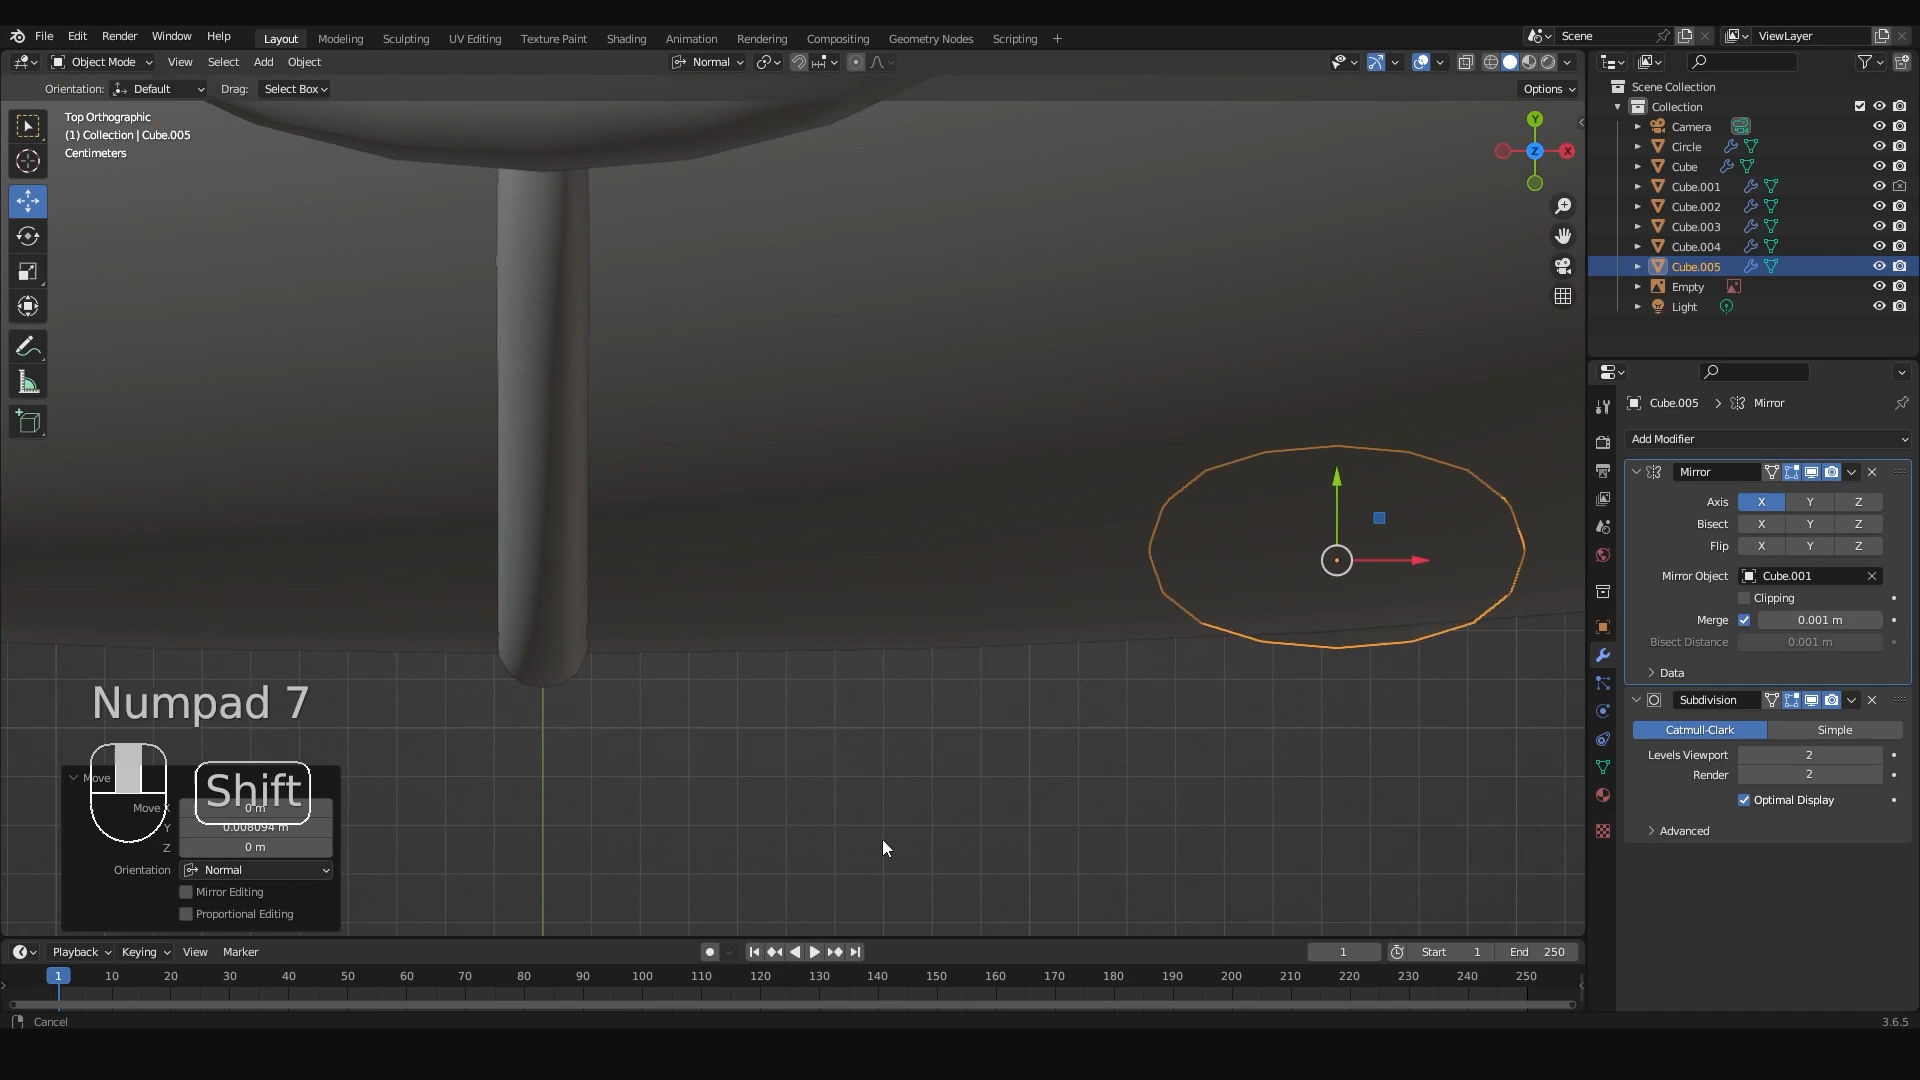 File Edit Render Window Help Layout Modeling Sculpting UV Editing Texture Paint Shading Animation Rendering Compositing Geometry Nodes Scripting + Scene ViewLayer
Object Mode View Select Add Object Normal
Orientation: Default Drag: Select Box Options
Top Orthographic
(1) Collection | Cube.005
Centimeters
Y
Z
X
Scene Collection
Collection
Camera
Circle
Cube
Cube.001
Cube.002
Cube.003
Cube.004
Cube.005
Empty
Light
Cube.005 > Mirror
Add Modifier
Mirror
Axis X Y Z
Bisect X Y Z
Flip X Y Z
Mirror Object Cube.001
Clipping
Merge 0.001 m
Bisect Distance 0.001 m
Data
Subdivision
Catmull-Clark Simple
Levels Viewport 2
Render 2
Optimal Display
Advanced
Numpad 7
Shift
Move
Move X 0 m
Y 0.008094 m
Z 0 m
Orientation Normal
Mirror Editing
Proportional Editing
Playback Keying View Marker 1 Start 1 End 250
1 10 20 30 40 50 60 70 80 90 100 110 120 130 140 150 160 170 180 190 200 210 220 230 240 250
Cancel 3.6.5